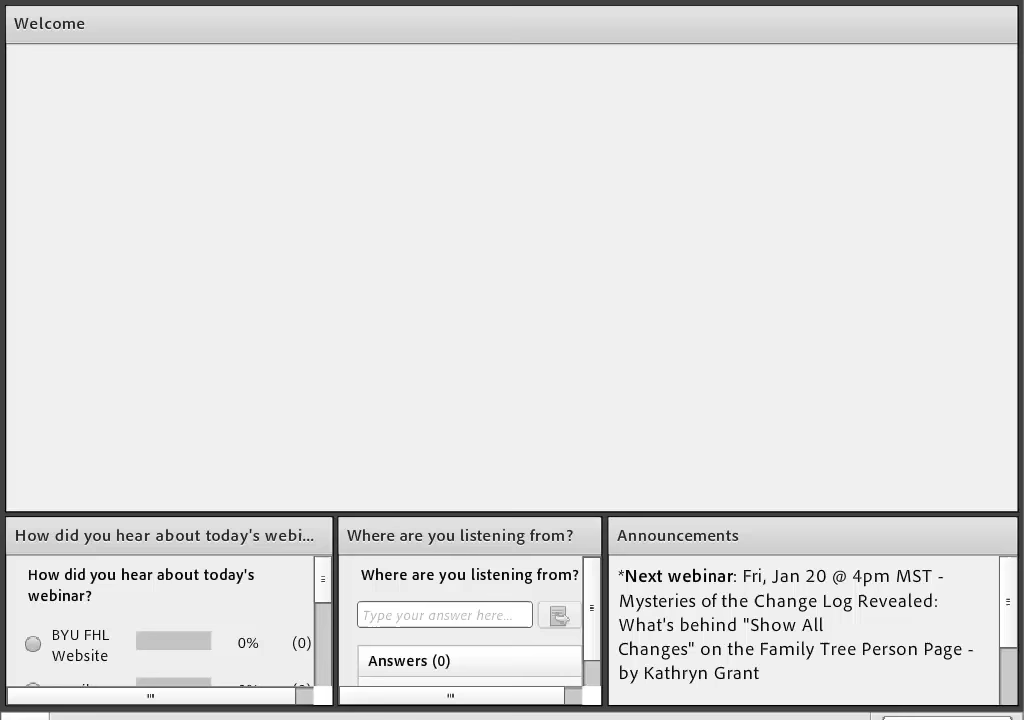 Welcome
How did you hear about today's webi...
How did you hear about today's
webinar?
BYU FHL
Website
0%
(0)
Where are you listening from?
Where are you listening from?
Type your answer here...
Answers (0)
Announcements
*Next webinar: Fri, Jan 20 @ 4pm MST -
Mysteries of the Change Log Revealed:
What's behind "Show All
Changes" on the Family Tree Person Page -
by Kathryn Grant